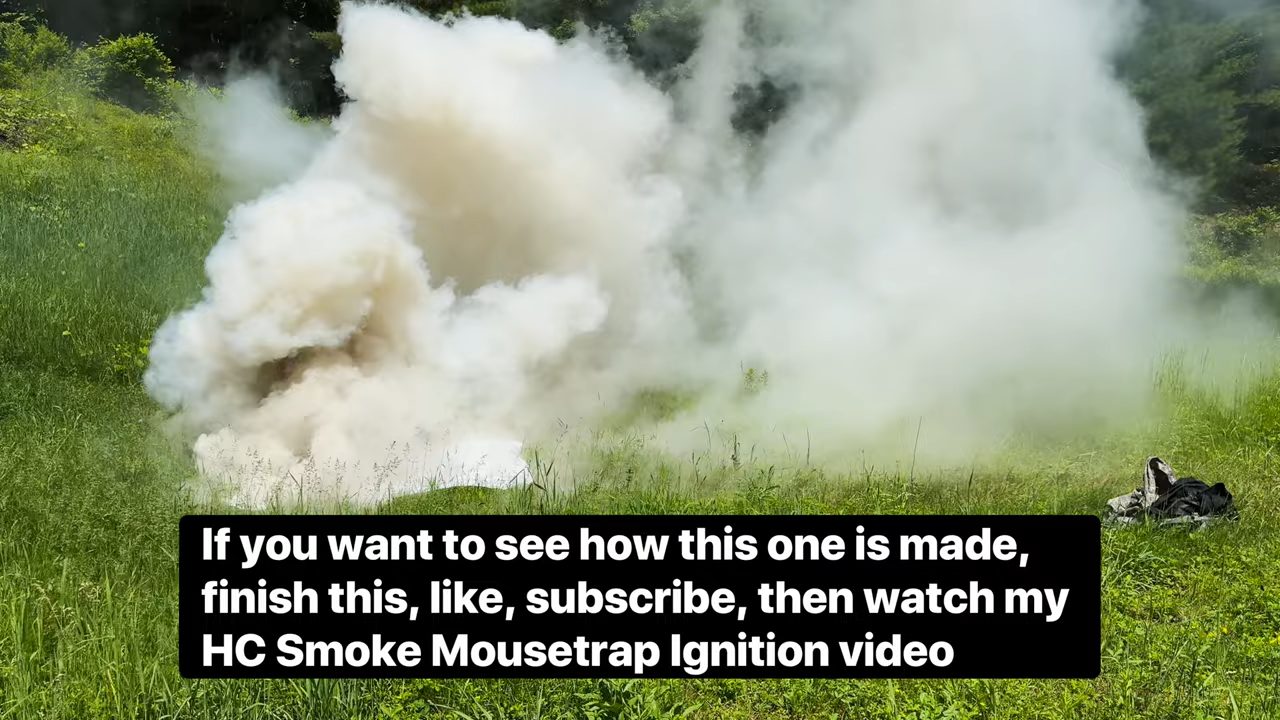 If you want to see how this one is made,
finish this, like, subscribe, then watch my
HC Smoke Mousetrap Ignition video